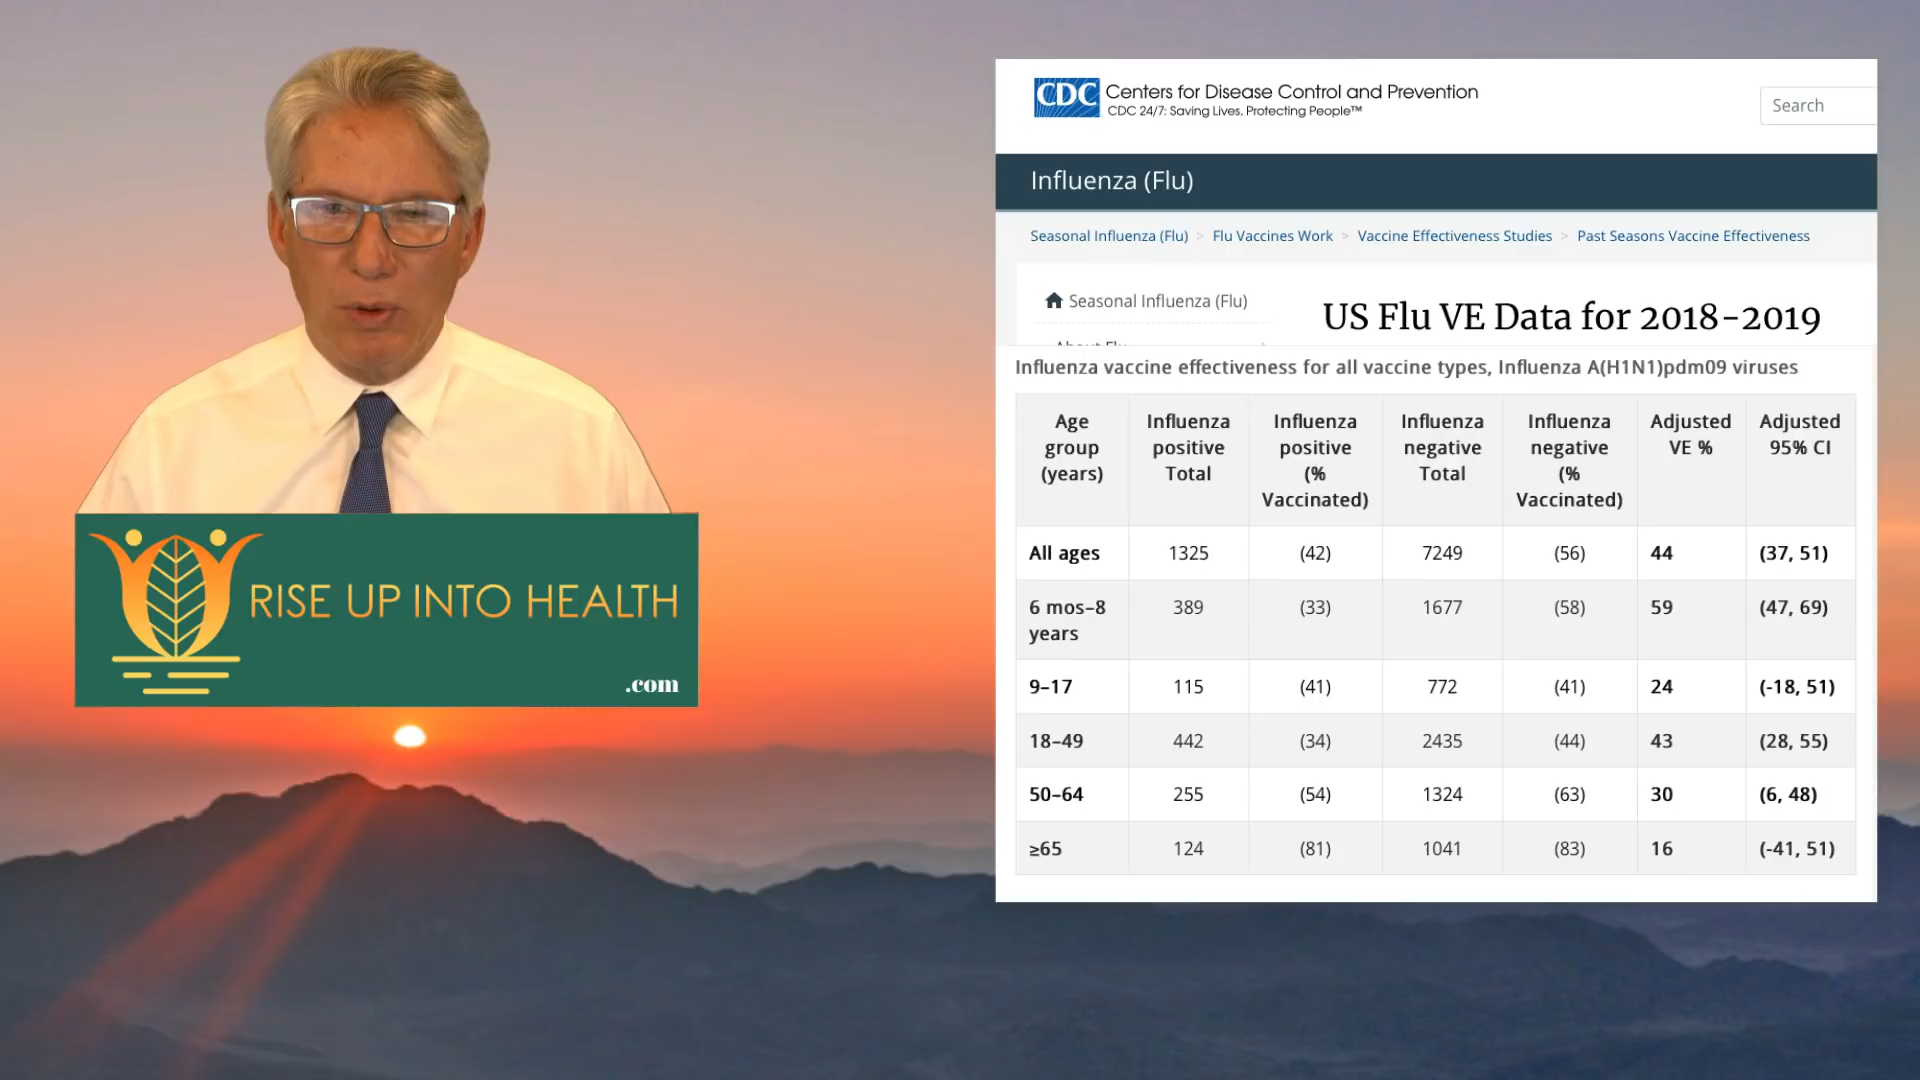 RISE UP INTO HEALTH
.com
CDC Centers for Disease Control and Prevention
CDC 24/7: Saving Lives, Protecting People™
Search
Influenza (Flu)
Seasonal Influenza (Flu) > Flu Vaccines Work > Vaccine Effectiveness Studies > Past Seasons Vaccine Effectiveness
Seasonal Influenza (Flu)
US Flu VE Data for 2018-2019
Influenza vaccine effectiveness for all vaccine types, Influenza A(H1N1)pdm09 viruses
Age group (years) Influenza positive Total Influenza positive (% Vaccinated) Influenza negative Total Influenza negative (% Vaccinated) Adjusted VE % Adjusted 95% CI
All ages 1325 (42) 7249 (56) 44 (37, 51)
6 mos–8 years 389 (33) 1677 (58) 59 (47, 69)
9–17 115 (41) 772 (41) 24 (-18, 51)
18–49 442 (34) 2435 (44) 43 (28, 55)
50–64 255 (54) 1324 (63) 30 (6, 48)
≥65 124 (81) 1041 (83) 16 (-41, 51)